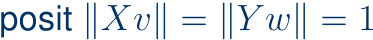 posit ‖Xv‖ = ‖Yw‖ = 1